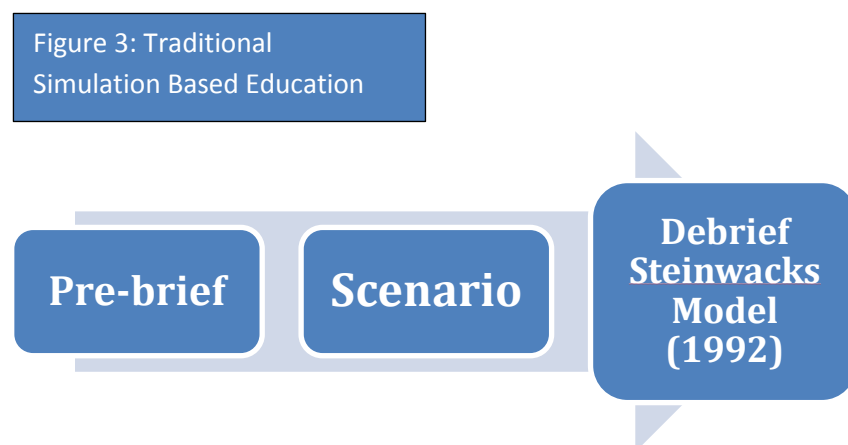 Figure 3: Traditional
Simulation Based Education
Pre-brief
Scenario
Debrief
Steinwacks
Model
(1992)